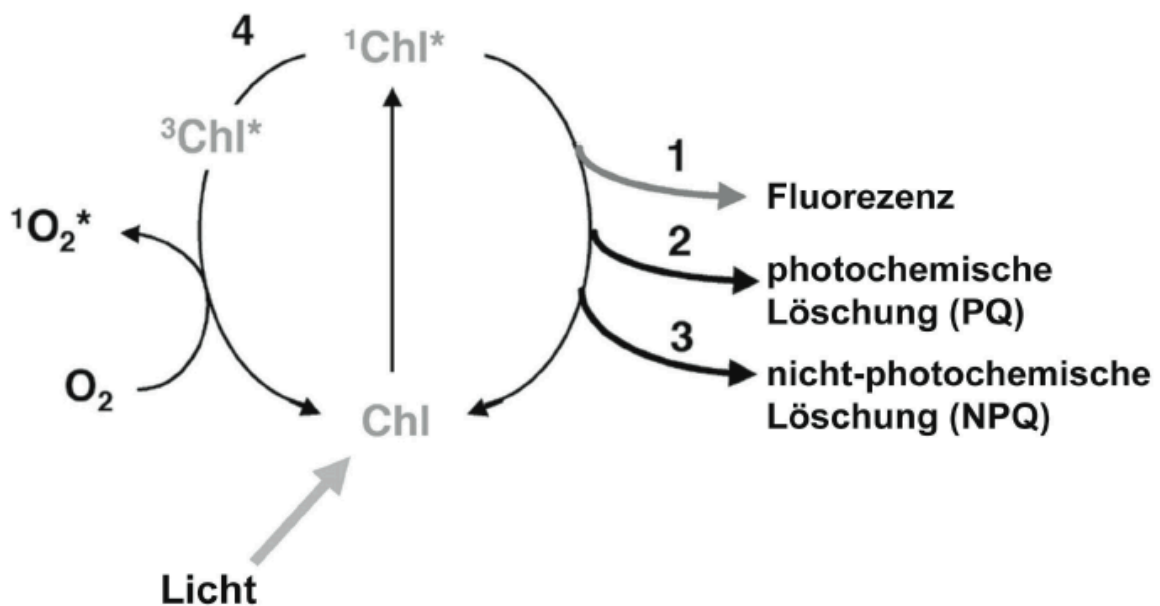 4
¹Chl*
³Chl*
1
Fluorezenz
¹O₂*
2
photochemische
Löschung (PQ)
3
nicht-photochemische
Löschung (NPQ)
O₂
Chl
Licht